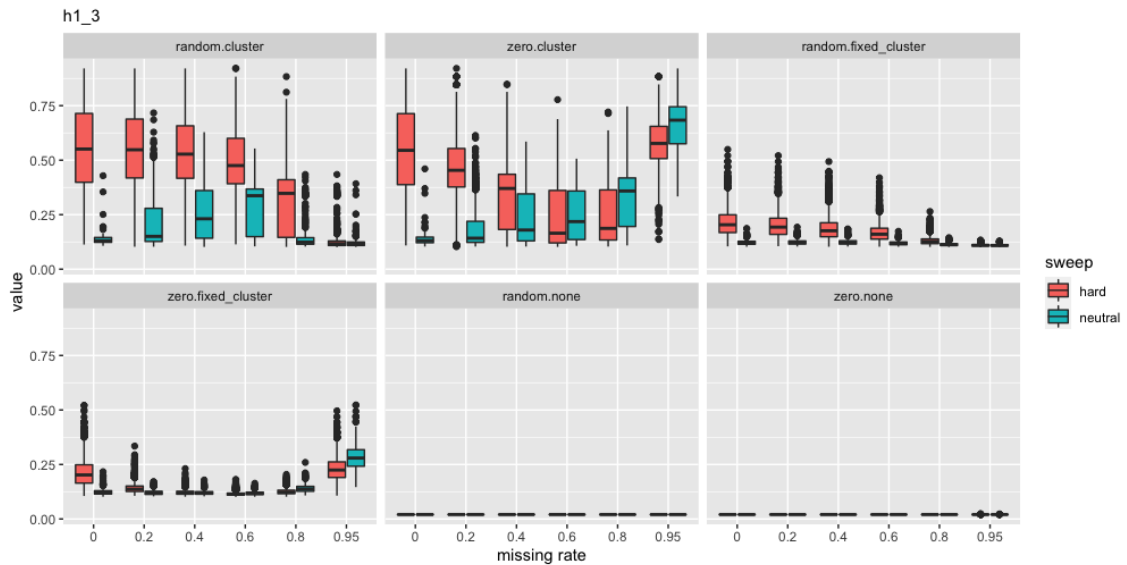 h1_3
random.cluster zero.cluster random.fixed_cluster
0.75
0.50
0.25
0.00
zero.fixed_cluster random.none zero.none
0.75
0.50
0.25
0.00
0 0.2 0.4 0.6 0.8 0.95 0 0.2 0.4 0.6 0.8 0.95 0 0.2 0.4 0.6 0.8 0.95
missing rate
value
sweep
hard
neutral